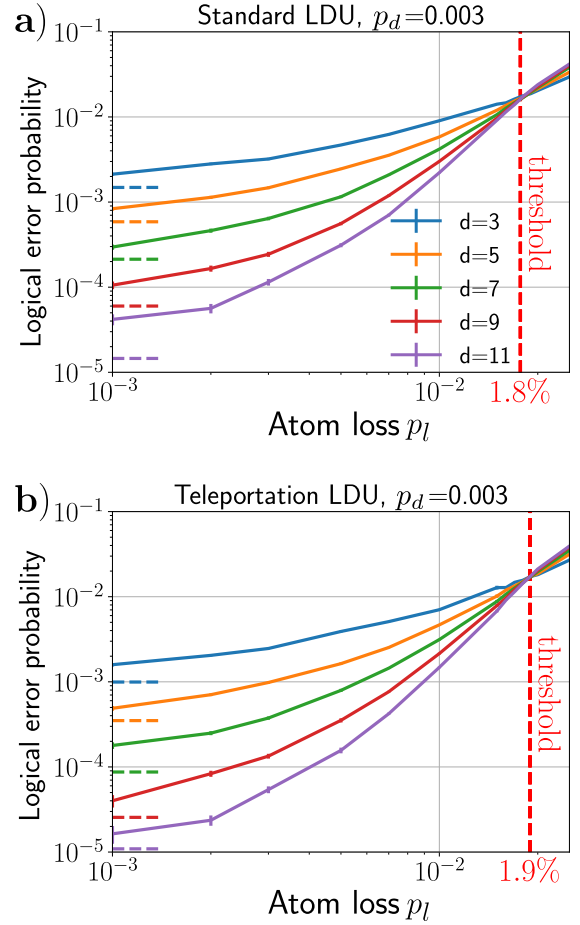 a) Standard LDU, p_d=0.003
Logical error probability
10^{-1}
10^{-2}
10^{-3}
10^{-4}
10^{-5}
threshold
d=3
d=5
d=7
d=9
d=11
10^{-3} 10^{-2} 1.8%
Atom loss p_l
b) Teleportation LDU, p_d=0.003
Logical error probability
10^{-1}
10^{-2}
10^{-3}
10^{-4}
10^{-5}
threshold
10^{-3} 10^{-2} 1.9%
Atom loss p_l